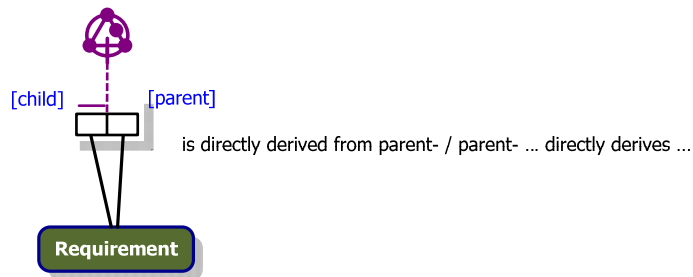 [child] [parent]
is directly derived from parent- / parent- ... directly derives ...
Requirement